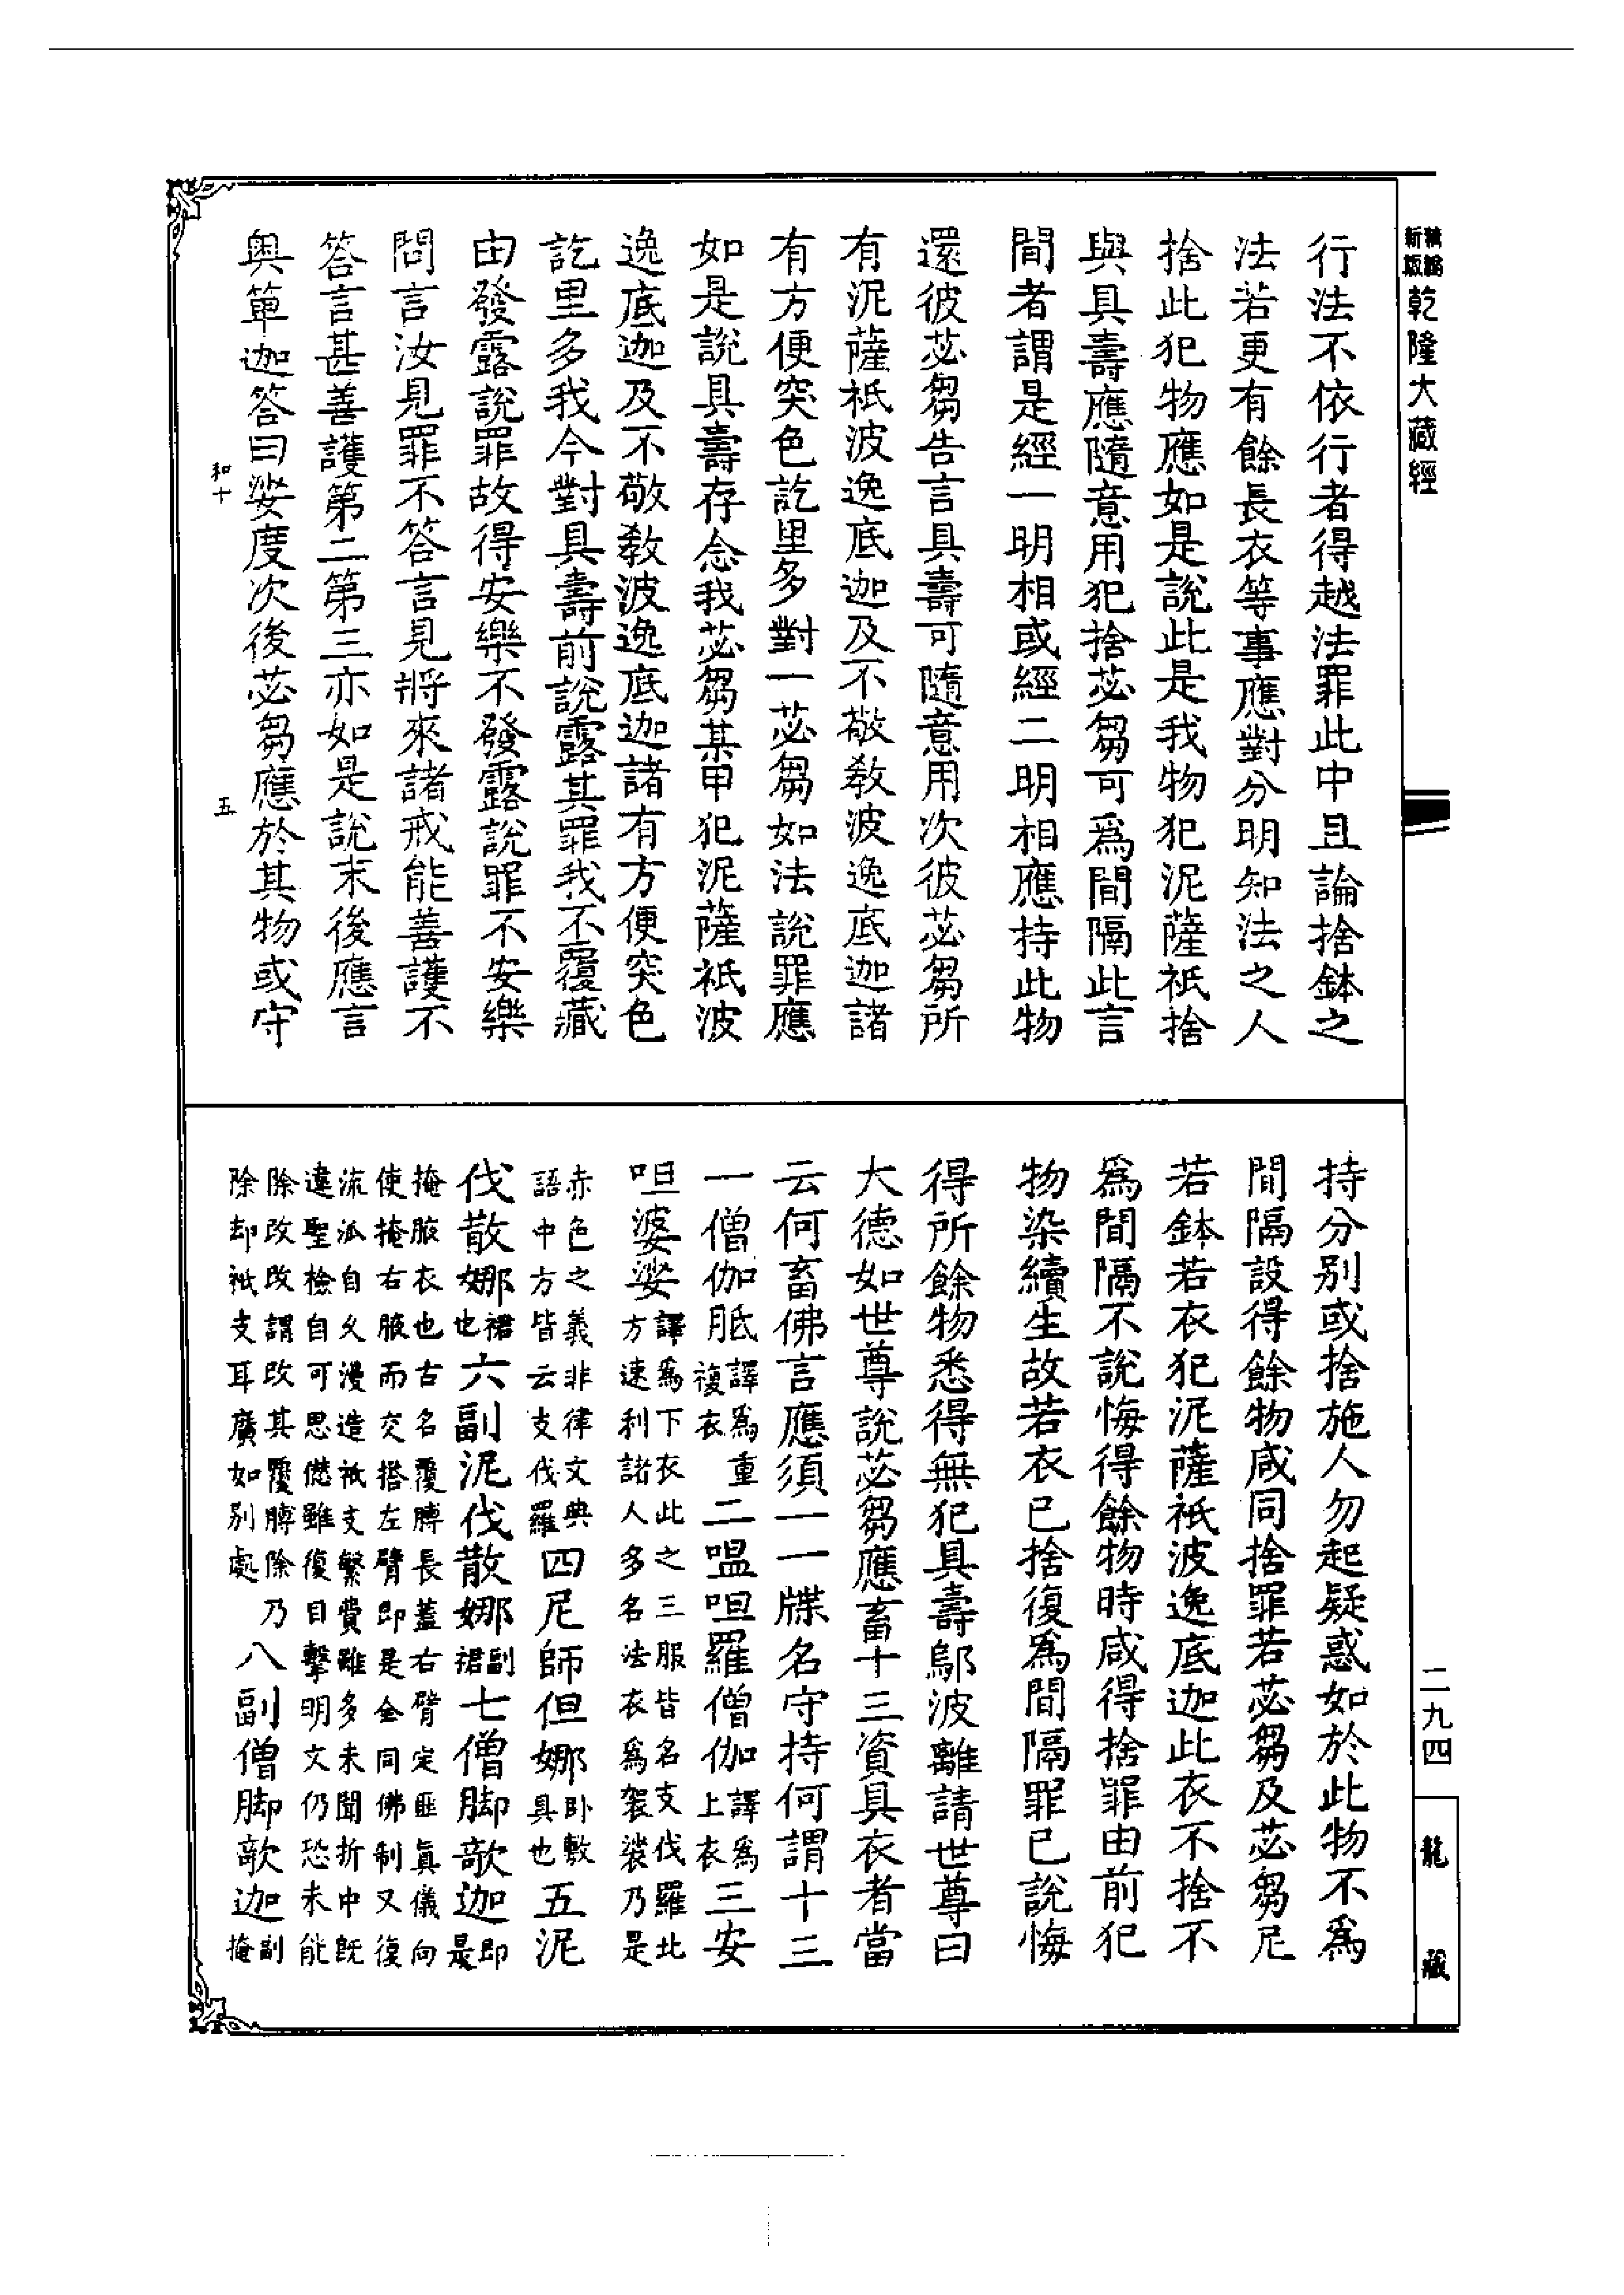 精縮新版乾隆大藏經
行法不依行者得越法罪此中且論捨鉢之
法若更有餘長衣等事應對分明知法之人
捨此犯物應如是說此是我物犯泥薩祇捨
與具壽應隨意用犯捨苾芻可爲間隔此言
間者謂是經一明相或經二明相應持此物
還彼苾芻告言具壽可隨意用次彼苾芻所
有泥薩祇波逸底迦及不敬教波逸底迦諸
有方便突色訖里多對一苾芻如法說罪應
如是說具壽存念我苾芻某甲犯泥薩祇波
逸底迦及不敬教波逸底迦諸有方便突色
訖里多我今對具壽前說露其罪我不覆藏
由發露說罪故得安樂不發露說罪不安樂
問言汝見罪不答言見將來諸戒能善護不
答言甚善護第二第三亦如是說末後應言
奥箄迦答曰娑度次後苾芻應於其物或守
和十
五
持分別或捨施人勿起疑惑如於此物不爲
間隔設得餘物咸同捨罪若苾芻及苾芻尼
若鉢若衣犯泥薩祇波逸底迦此衣不捨不
爲間隔不說悔得餘物時咸得捨罪由前犯
物染續生故若衣已捨復爲間隔罪已說悔
得所餘物悉得無犯具壽鄔波離請世尊曰
大德如世尊說苾芻應畜十三資具衣者當
云何畜佛言應須一一牒名守持何謂十三
一僧伽胝譯爲重複衣二嗢呾羅僧伽譯爲上衣三安
呾婆娑譯爲下衣此之三服皆名支伐羅北方速利諸人多名法衣爲袈裟乃是
赤色之義非律文典語中方皆云支伐羅四尼師但娜卧敷具也五泥
伐散娜裙也六副泥伐散娜副裙七僧脚欹迦即是
掩腋衣也古名覆膊長蓋右臂定匪真儀向使掩右腋而交搭左臂即是全同佛制又復
流派自久漫造祇支繁費雖多未聞折中既違聖檢自可思愆雖復目擊明文仍恐未能
除改改謂改其覆膊除乃除却祇支耳廣如別處八副僧脚欹迦副掩
二九四
龍藏